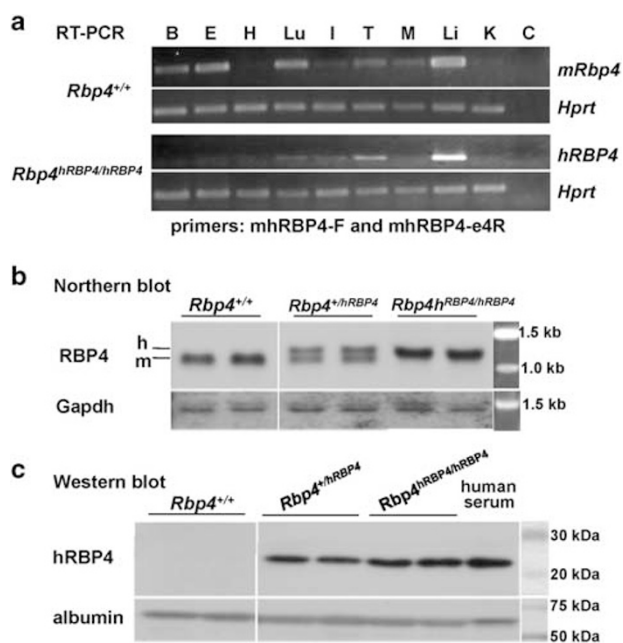 a
RT-PCR B E H Lu I T M Li K C
Rbp4+/+ mRbp4
Hprt
Rbp4hRBP4/hRBP4 hRBP4
Hprt
primers: mhRBP4-F and mhRBP4-e4R
b
Northern blot
Rbp4+/+ Rbp4+/hRBP4 Rbp4hRBP4/hRBP4
RBP4 h 1.5 kb
m 1.0 kb
Gapdh 1.5 kb
c
Western blot
Rbp4+/+ Rbp4+/hRBP4 Rbp4hRBP4/hRBP4 human serum
hRBP4 30 kDa
20 kDa
albumin 75 kDa
50 kDa